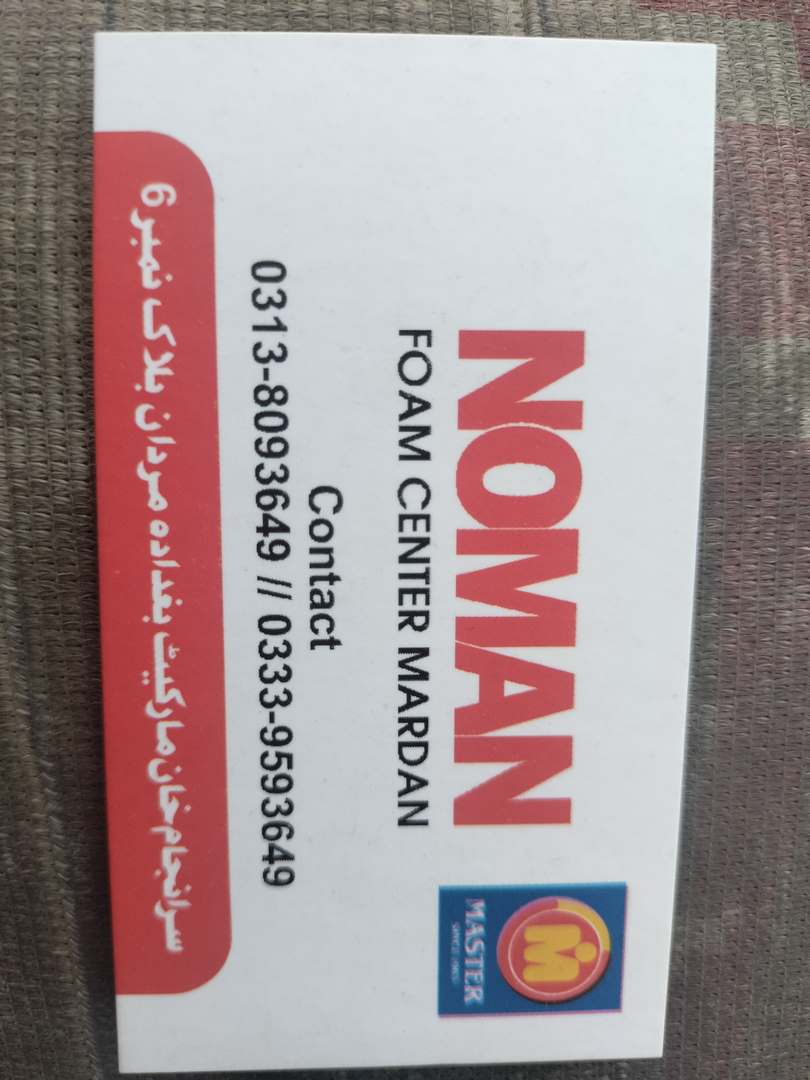 NOMAN
FOAM CENTER MARDAN
M
MASTER
Contact
0313-8093649 // 0333-9593649
سرانجام خان مارکیٹ بغدادہ مردان بلاک نمبر 6